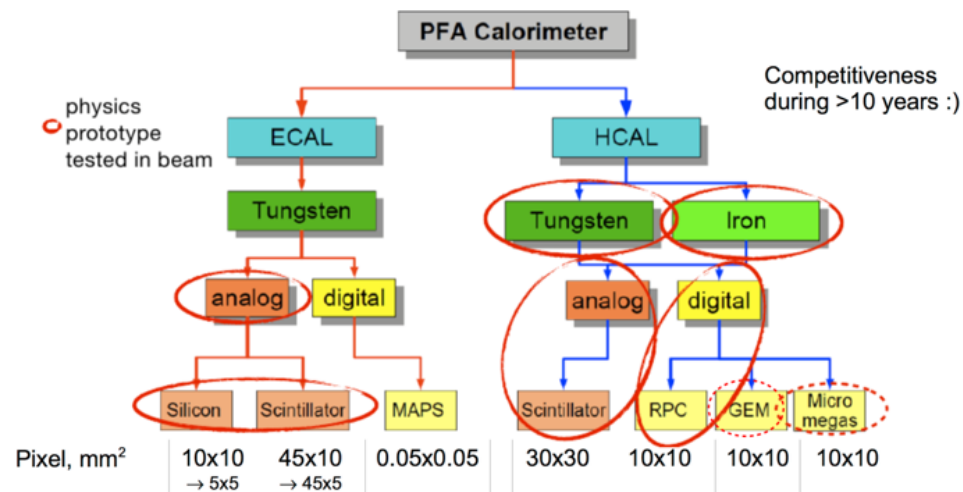 PFA Calorimeter
Competitiveness
during >10 years :)
physics
prototype
tested in beam
ECAL
HCAL
Tungsten
Tungsten
Iron
analog
digital
analog
digital
Silicon
Scintillator
MAPS
Scintillator
RPC
GEM
Micro
megas
Pixel, mm²
10x10
45x10
0.05x0.05
30x30
10x10
10x10
10x10
→ 5x5
→ 45x5